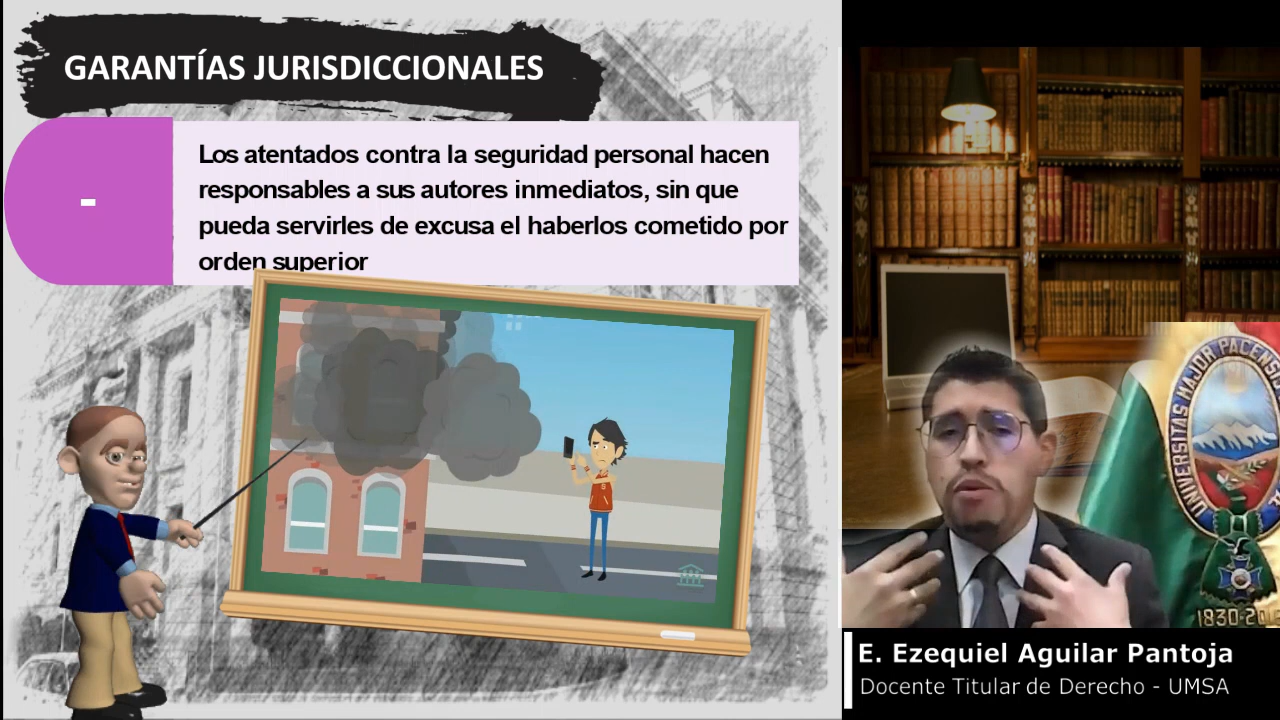 GARANTÍAS JURISDICCIONALES
-
Los atentados contra la seguridad personal hacen
responsables a sus autores inmediatos, sin que
pueda servirles de excusa el haberlos cometido por
orden superior
UNIVERSITAS MAJOR PACENSI
1830-20
E. Ezequiel Aguilar Pantoja
Docente Titular de Derecho - UMSA